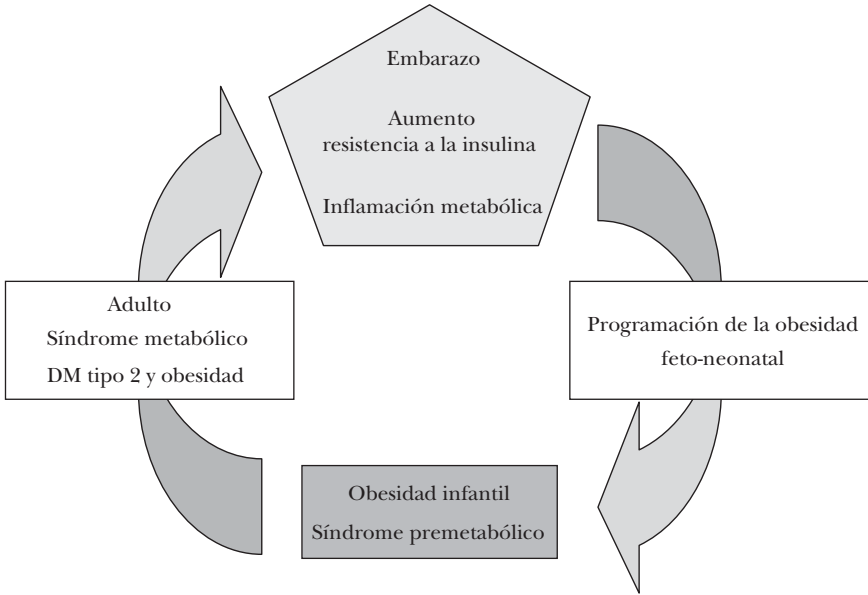 Embarazo
Aumento
resistencia a la insulina
Inflamación metabólica
Programación de la obesidad
feto-neonatal
Obesidad infantil
Síndrome premetabólico
Adulto
Síndrome metabólico
DM tipo 2 y obesidad